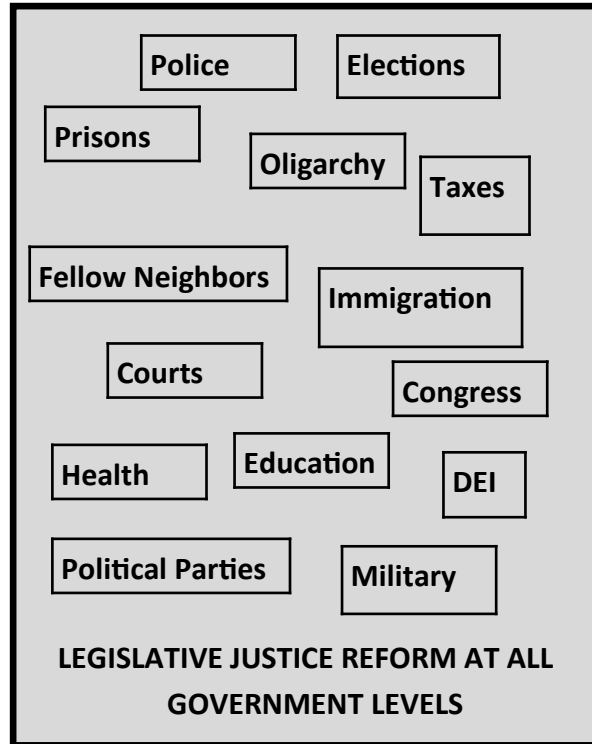 Police
Elections
Prisons
Oligarchy
Taxes
Fellow Neighbors
Immigration
Courts
Congress
Education
Health
DEI
Political Parties
Military
LEGISLATIVE JUSTICE REFORM AT ALL
GOVERNMENT LEVELS